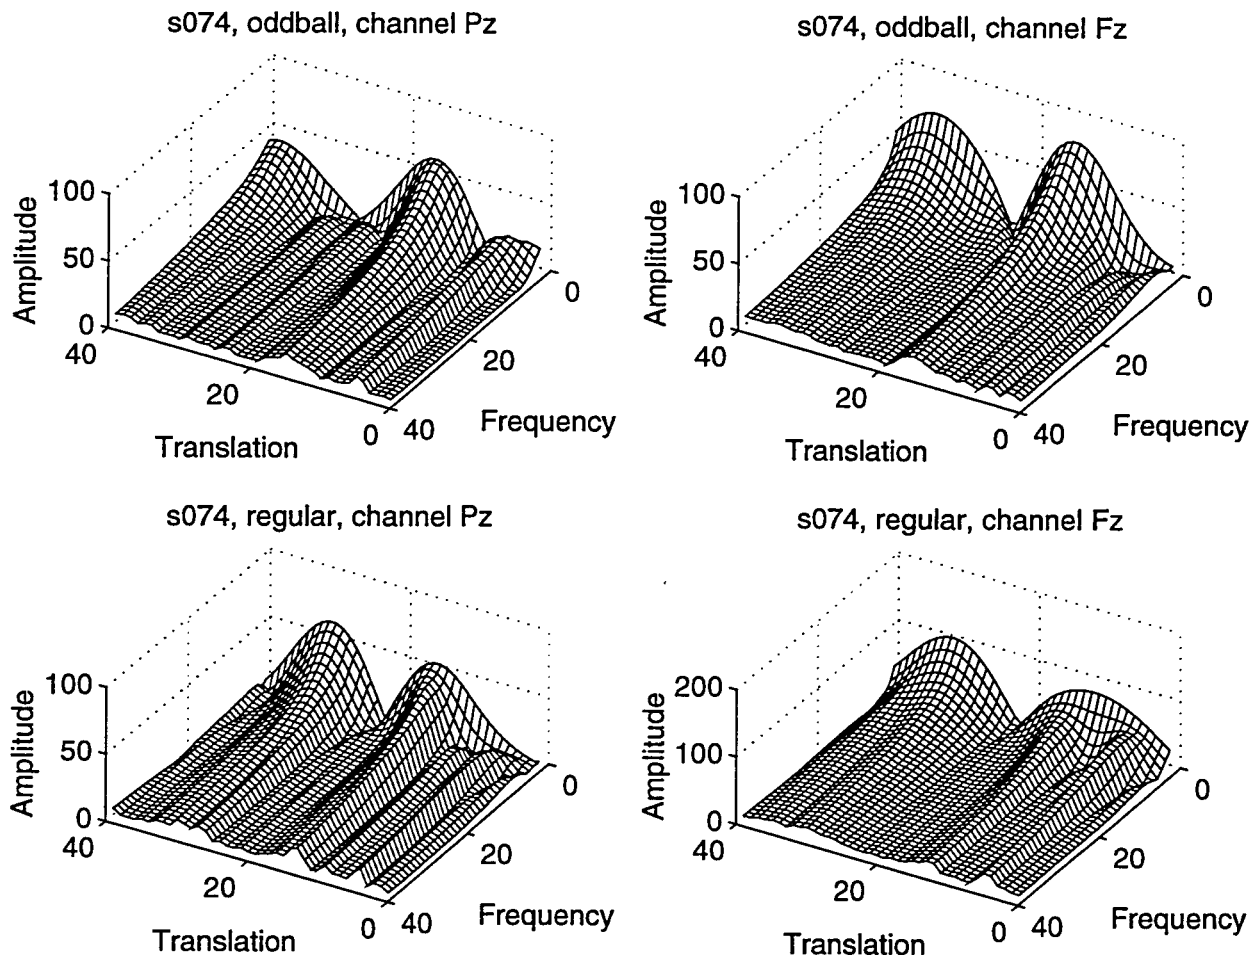 s074, oddball, channel Pz
100
50
0
Amplitude
40
20
0
Translation
40
20
0
Frequency
s074, oddball, channel Fz
100
50
0
Amplitude
40
20
0
Translation
40
20
0
Frequency
s074, regular, channel Pz
100
50
0
Amplitude
40
20
0
Translation
40
20
0
Frequency
s074, regular, channel Fz
200
100
0
Amplitude
40
20
0
Translation
40
20
0
Frequency